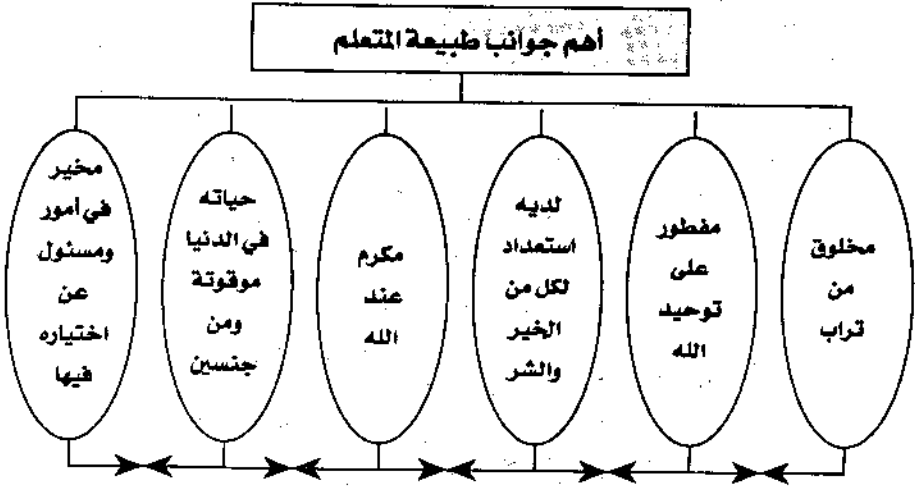 أهم جوانب طبيعة المتعلم
مخلوق
من
تراب
مفطور
على
توحيد
الله
لديه
استعداد
لكل من
الخير
والشر
مكرم
عند
الله
حياته
في الدنيا
موقوتة
ومن
جنسين
مخير
في أمور
ومسئول
عن
اختياره
فيها